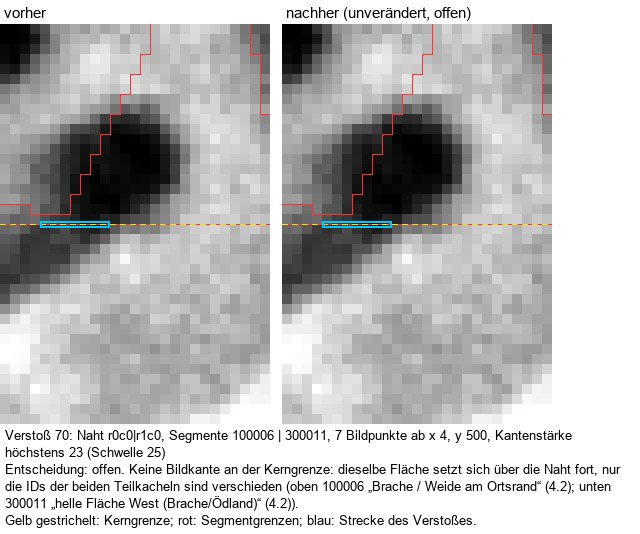 vorher
nachher (unverändert, offen)
Verstoß 70: Naht r0c0|r1c0, Segmente 100006 | 300011, 7 Bildpunkte ab x 4, y 500, Kantenstärke
höchstens 23 (Schwelle 25)
Entscheidung: offen. Keine Bildkante an der Kerngrenze: dieselbe Fläche setzt sich über die Naht fort, nur
die IDs der beiden Teilkacheln sind verschieden (oben 100006 „Brache / Weide am Ortsrand“ (4.2); unten
300011 „helle Fläche West (Brache/Ödland)“ (4.2)).
Gelb gestrichelt: Kerngrenze; rot: Segmentgrenzen; blau: Strecke des Verstoßes.